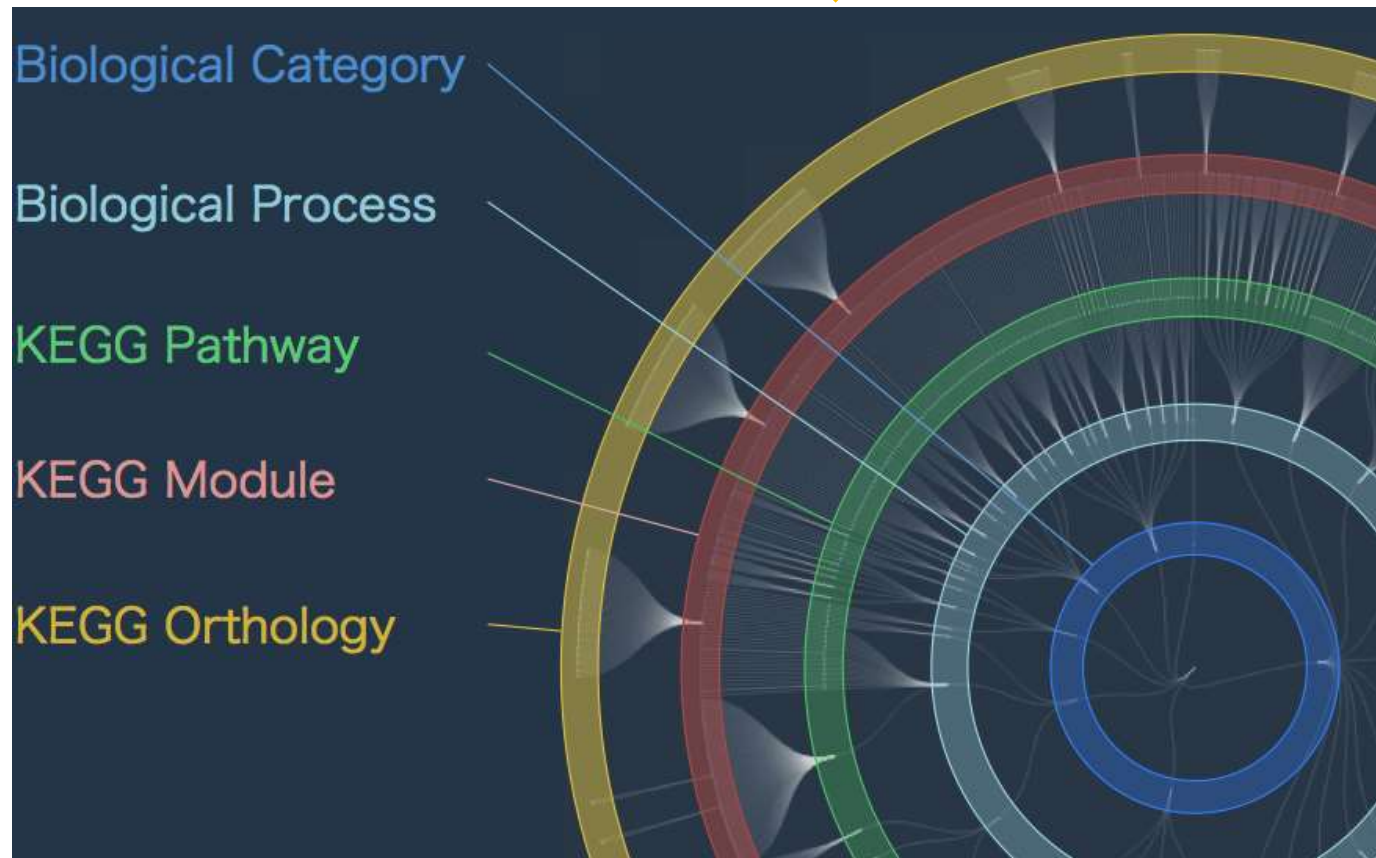 Biological Category
Biological Process
KEGG Pathway
KEGG Module
KEGG Orthology